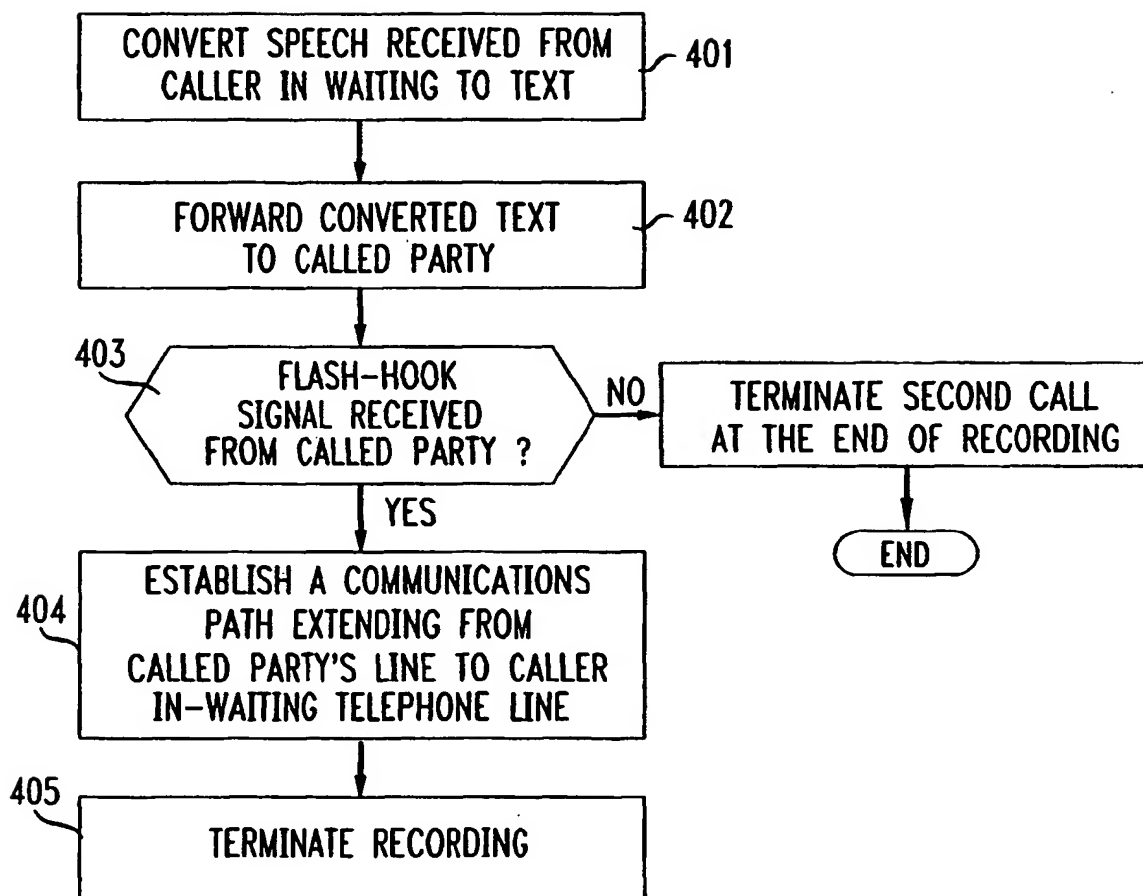 CONVERT SPEECH RECEIVED FROM
CALLER IN WAITING TO TEXT
401
FORWARD CONVERTED TEXT
TO CALLED PARTY
402
403
FLASH-HOOK
SIGNAL RECEIVED
FROM CALLED PARTY ?
NO
TERMINATE SECOND CALL
AT THE END OF RECORDING
END
YES
404
ESTABLISH A COMMUNICATIONS
PATH EXTENDING FROM
CALLED PARTY'S LINE TO CALLER
IN-WAITING TELEPHONE LINE
405
TERMINATE RECORDING